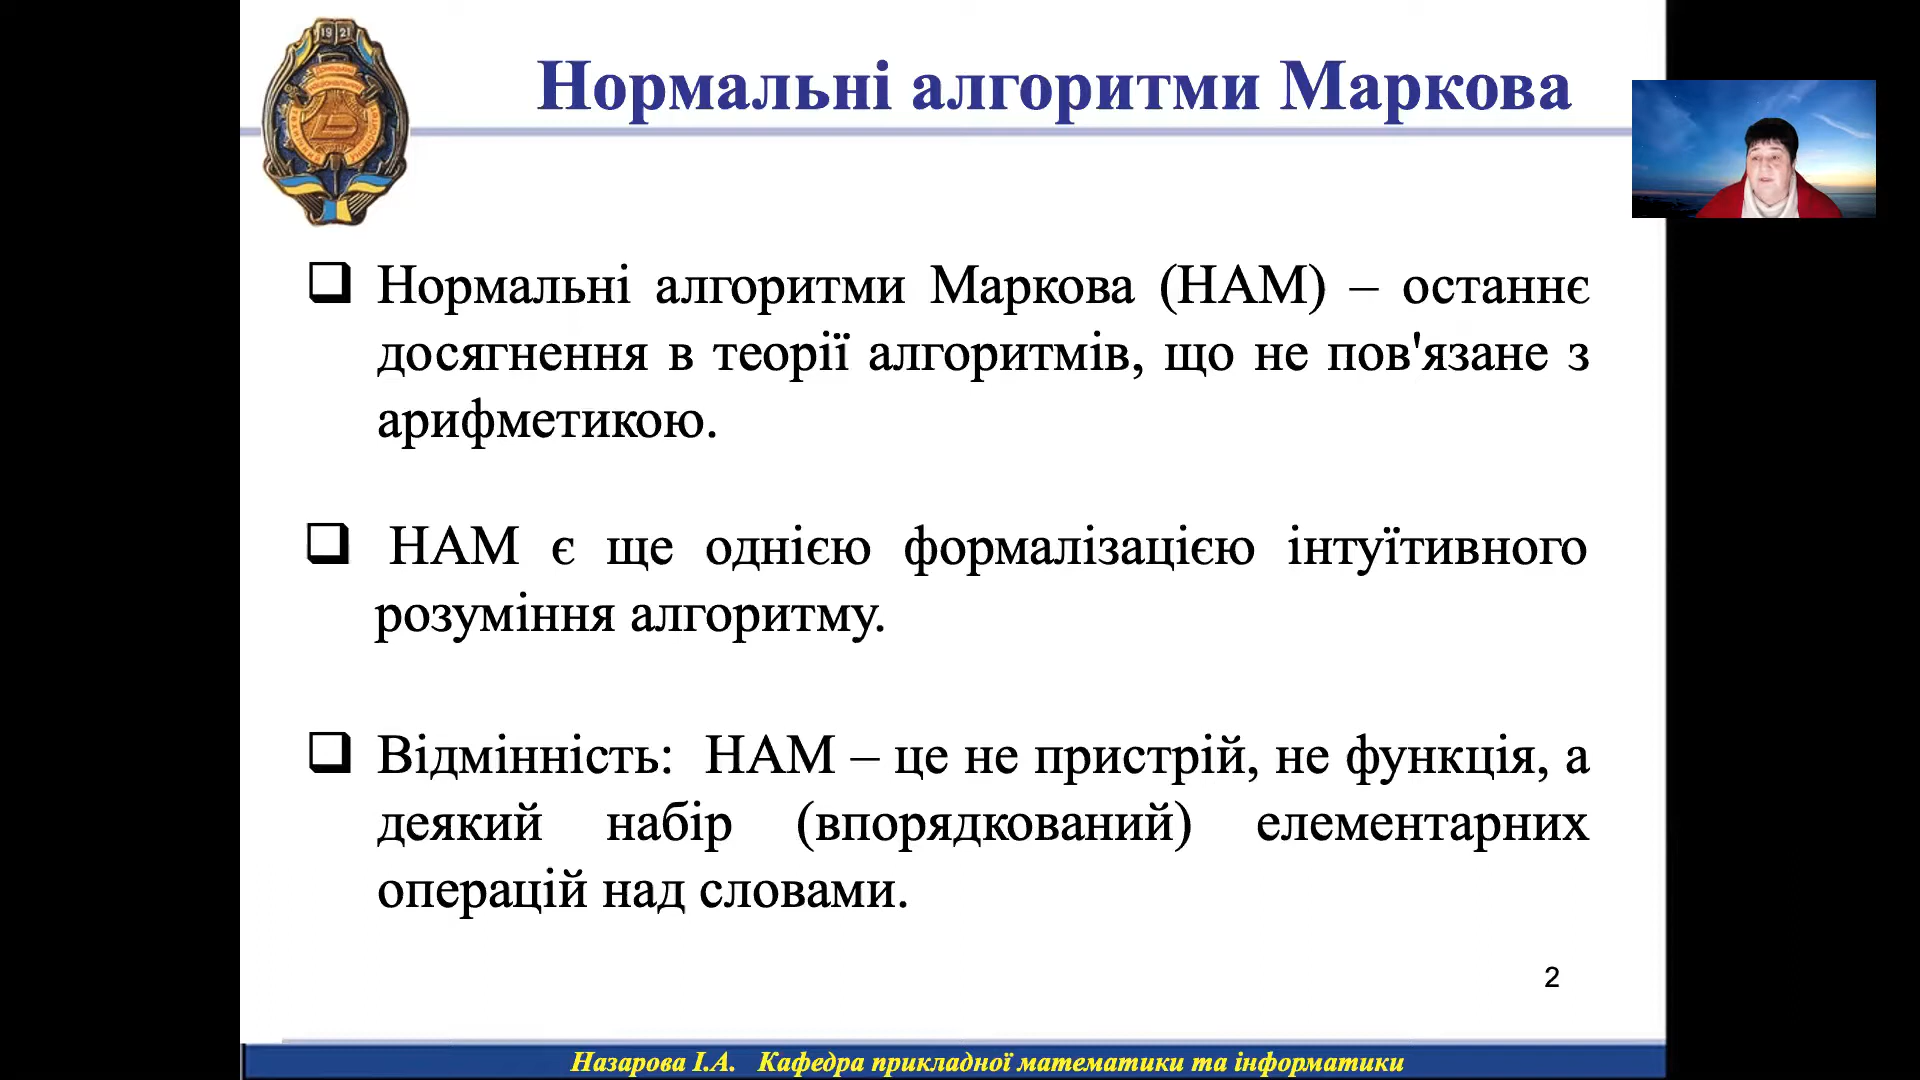 19 21
Нормальні алгоритми Маркова
❑ Нормальні алгоритми Маркова (НАМ) – останнє
досягнення в теорії алгоритмів, що не пов'язане з
арифметикою.
❑ НАМ є ще однією формалізацією інтуїтивного
розуміння алгоритму.
❑ Відмінність: НАМ – це не пристрій, не функція, а
деякий набір (впорядкований) елементарних
операцій над словами.
2
Назарова І.А. Кафедра прикладної математики та інформатики